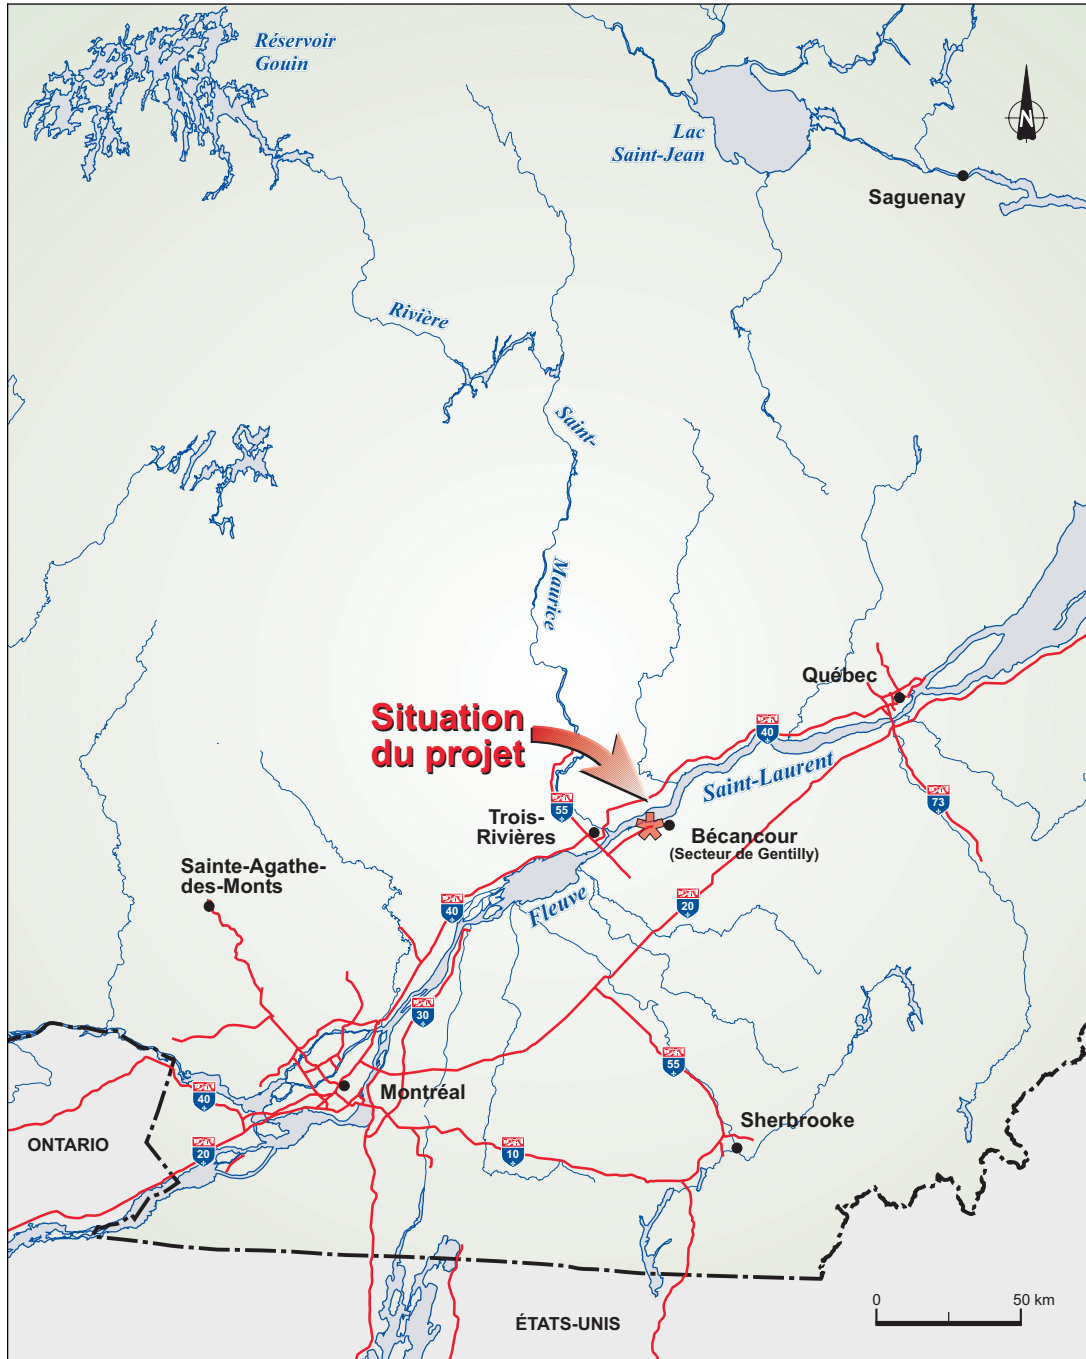 Réservoir
Gouin
Lac
Saint-Jean
N
Saguenay
Rivière
Saint-
Maurice
Québec
Situation
du projet
40
Saint-Laurent
55
73
Trois-
Rivières
Bécancour
(Secteur de Gentilly)
Sainte-Agathe-
des-Monts
40
Fleuve
20
30
55
Montréal
40
Sherbrooke
ONTARIO
20
10
0
50 km
ÉTATS-UNIS